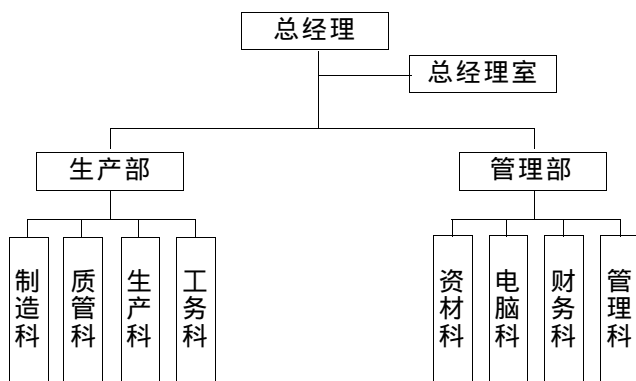 总经理
总经理室
生产部
管理部
制造科
质管科
生产科
工务科
资材科
电脑科
财务科
管理科